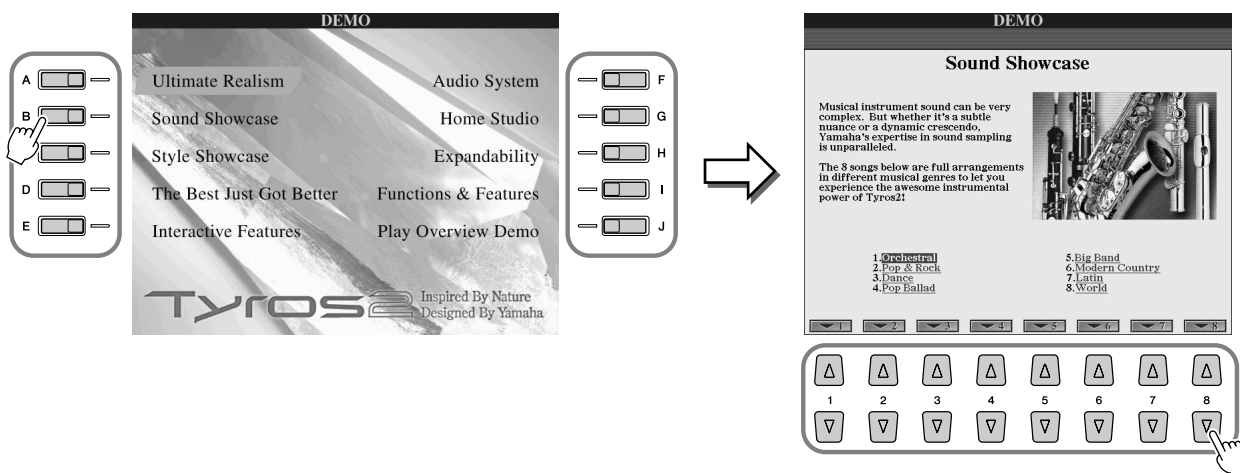 DEMO
A
B
D
E
Ultimate Realism
Sound Showcase
Style Showcase
The Best Just Got Better
Interactive Features
Audio System
Home Studio
Expandability
Functions & Features
Play Overview Demo
F
G
H
I
J
Tyros2
Inspired By Nature
Designed By Yamaha
DEMO
Sound Showcase
Musical instrument sound can be very
complex. But whether it's a subtle
nuance or a dynamic crescendo,
Yamaha's expertise in sound sampling
is unparalleled.
The 8 songs below are full arrangements
in different musical genres to let you
experience the awesome instrumental
power of Tyros2!
1.Orchestral
2.Pop & Rock
3.Dance
4.Pop Ballad
5.Big Band
6.Modern Country
7.Latin
8.World
1 2 3 4 5 6 7 8
1 2 3 4 5 6 7 8